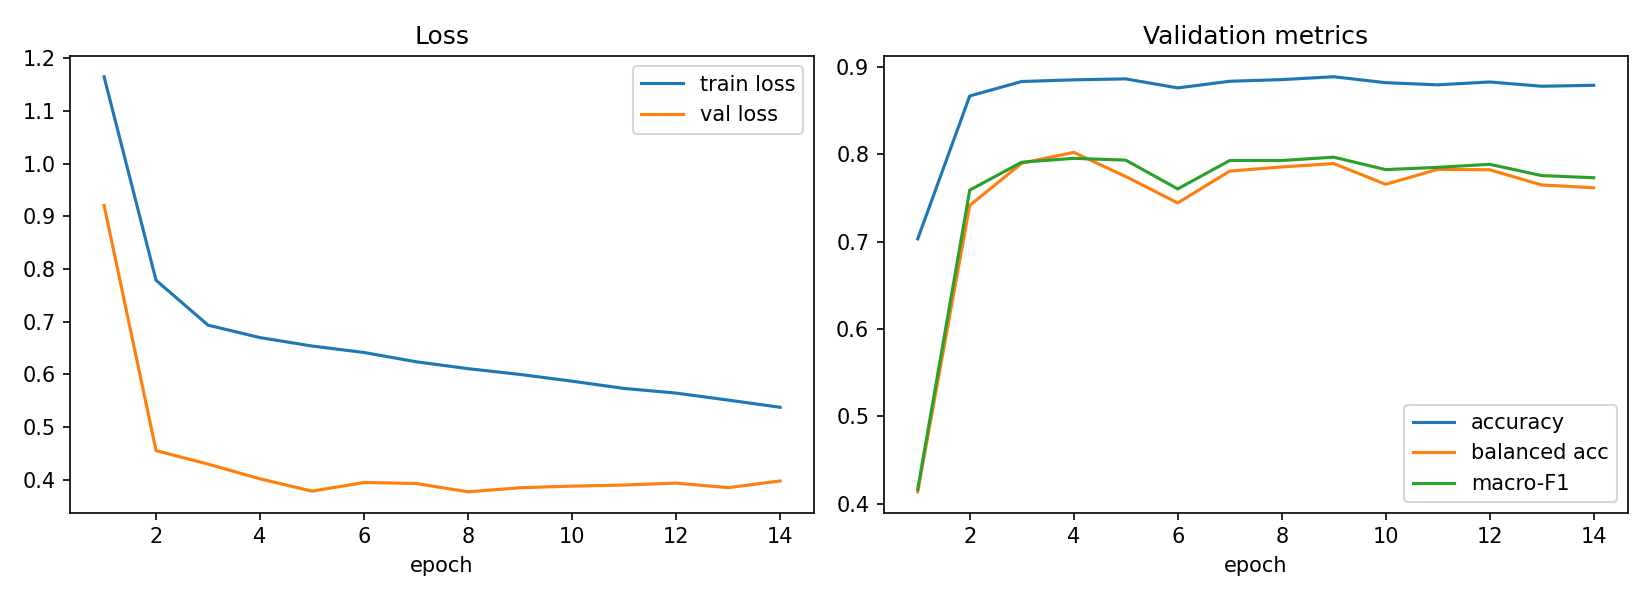 Loss
1.2
1.1
1.0
0.9
0.8
0.7
0.6
0.5
0.4
train loss
val loss
2 4 6 8 10 12 14
epoch
Validation metrics
0.9
0.8
0.7
0.6
0.5
0.4
accuracy
balanced acc
macro-F1
2 4 6 8 10 12 14
epoch